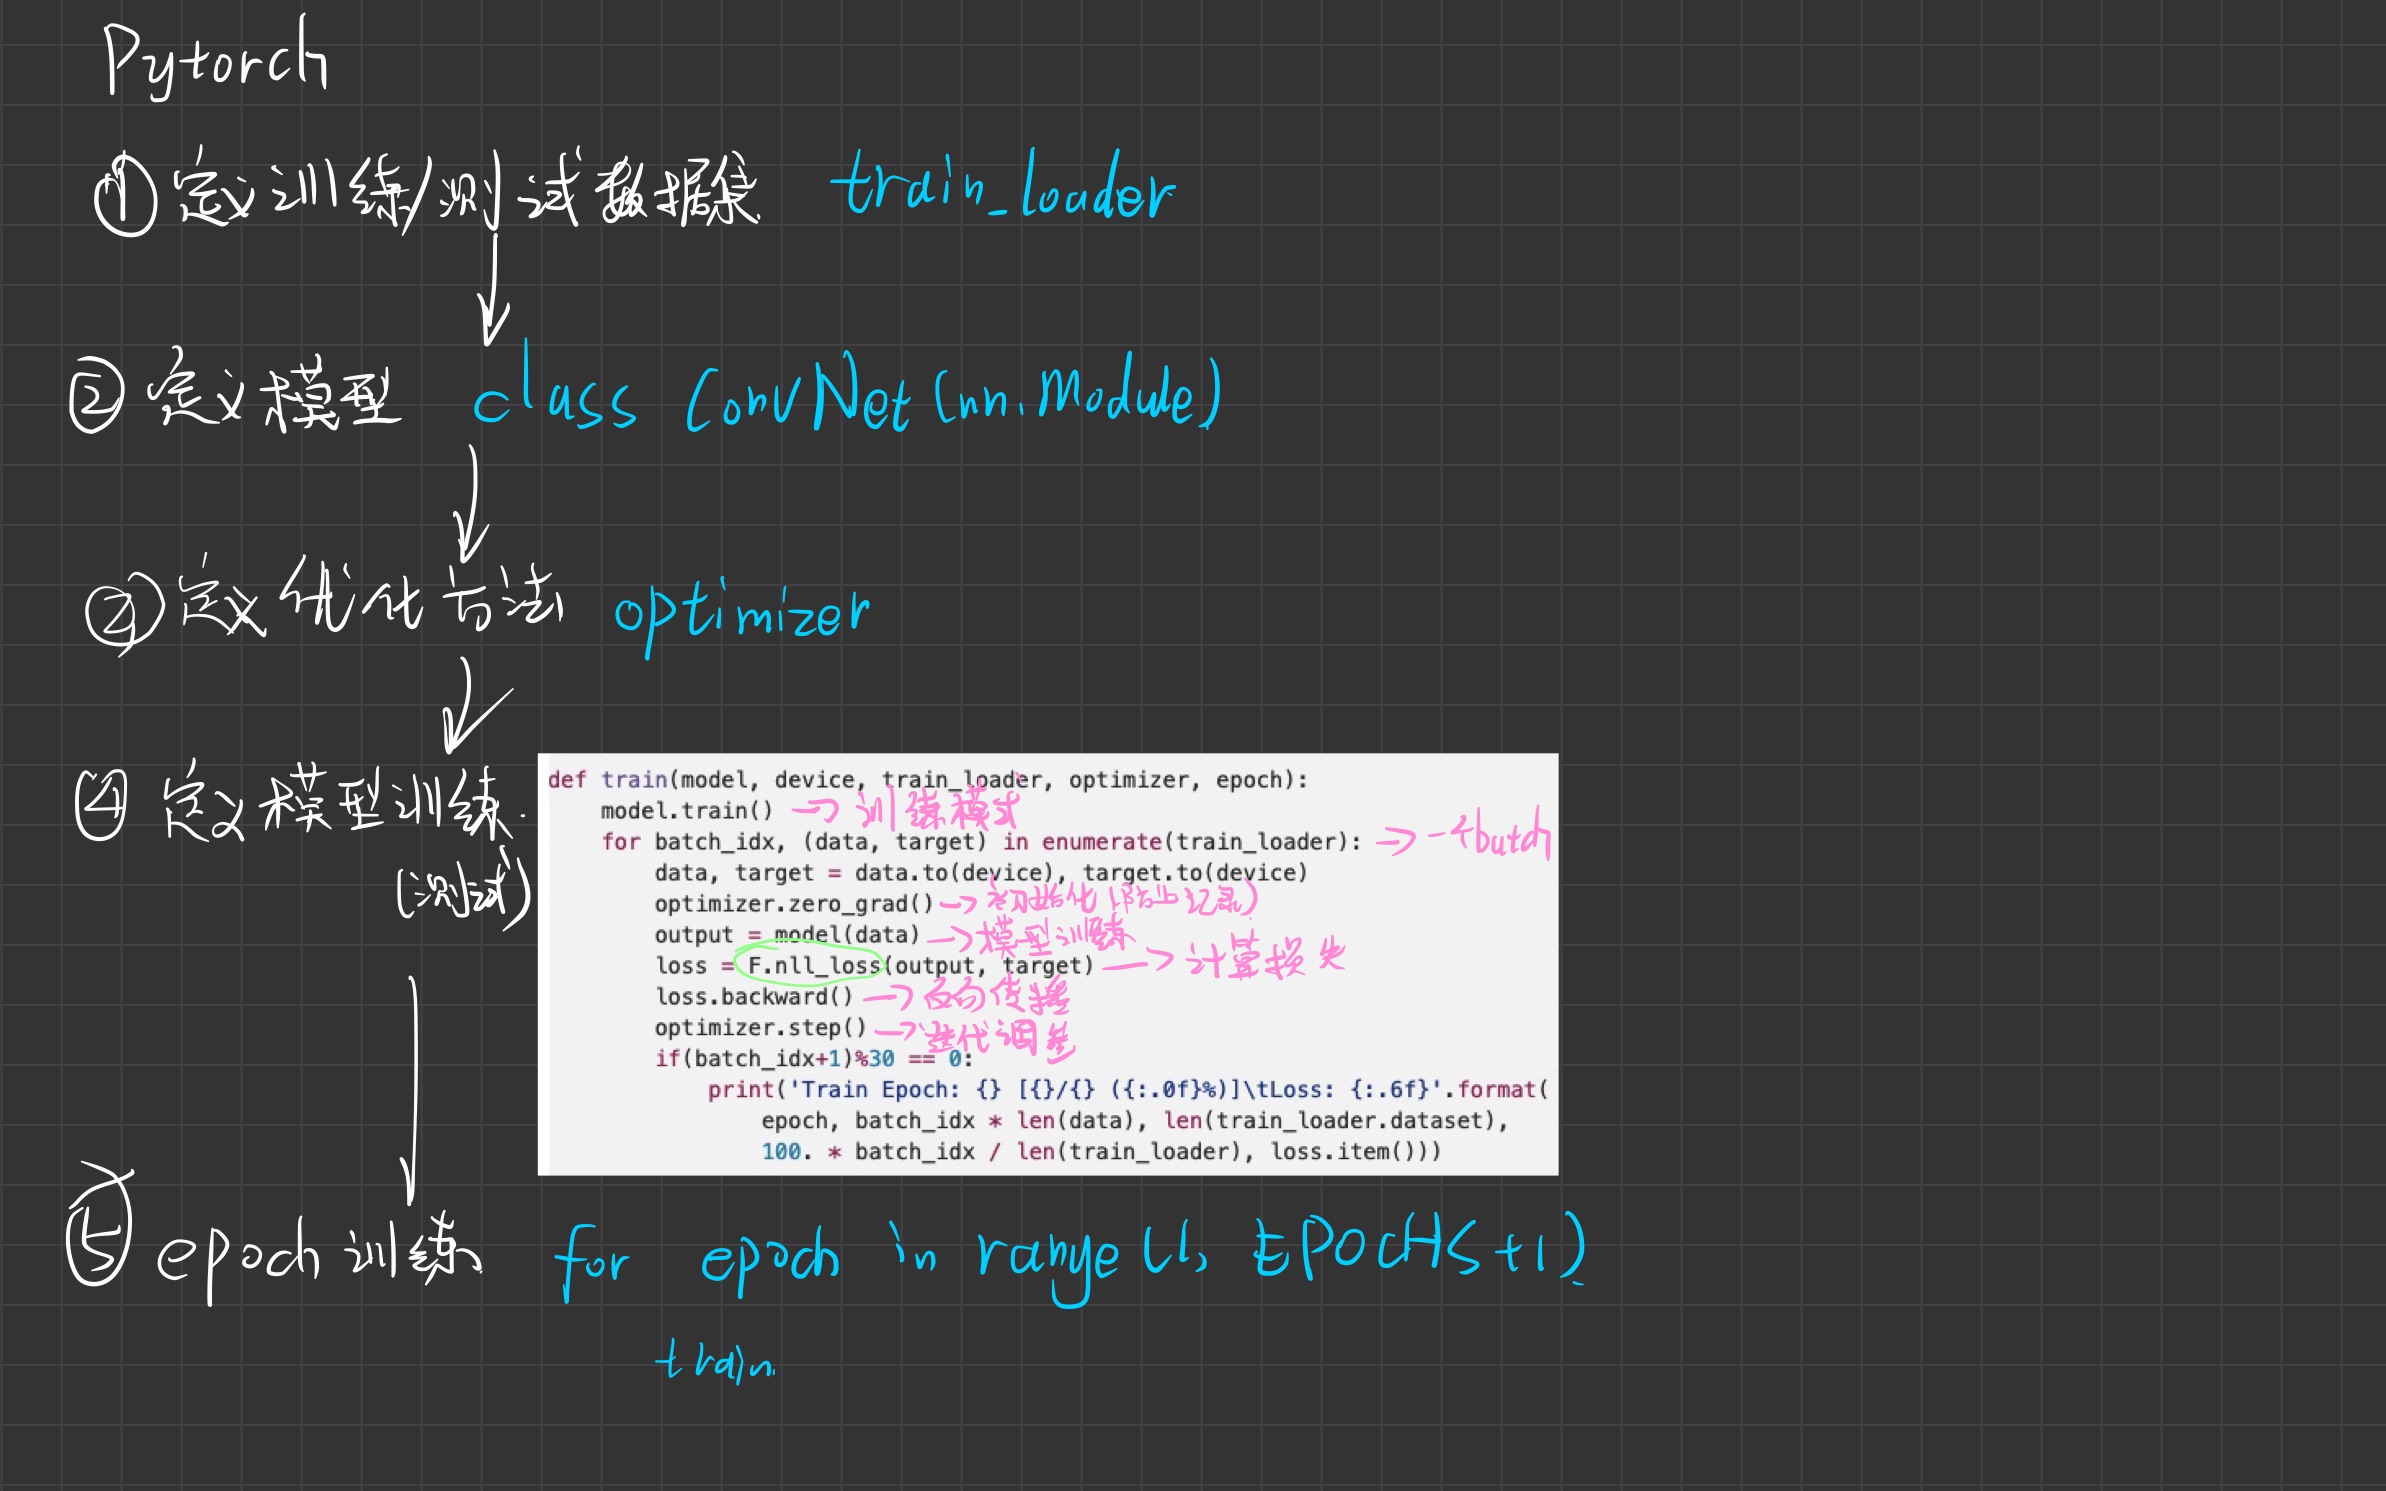 Pytorch
① 定义训练/测试数据集 train_loader
② 定义模型 class ConvNet(nn.Module)
③ 定义优化方法 optimizer
④ 定义模型训练.
(测试)
def train(model, device, train_loader, optimizer, epoch):
model.train() → 训练模式
for batch_idx, (data, target) in enumerate(train_loader): → 一个batch
data, target = data.to(device), target.to(device)
optimizer.zero_grad() → 初始化(防止记录)
output = model(data) → 模型训练
loss = F.nll_loss(output, target) → 计算损失
loss.backward() → 反向传播
optimizer.step() → 迭代调整
if(batch_idx+1)%30 == 0:
print('Train Epoch: {} [{}/{} ({:.0f}%)]\tLoss: {:.6f}'.format(
epoch, batch_idx * len(data), len(train_loader.dataset),
100. * batch_idx / len(train_loader), loss.item()))
⑤ epoch 训练 for epoch in range(1, EPOCHS+1)
train